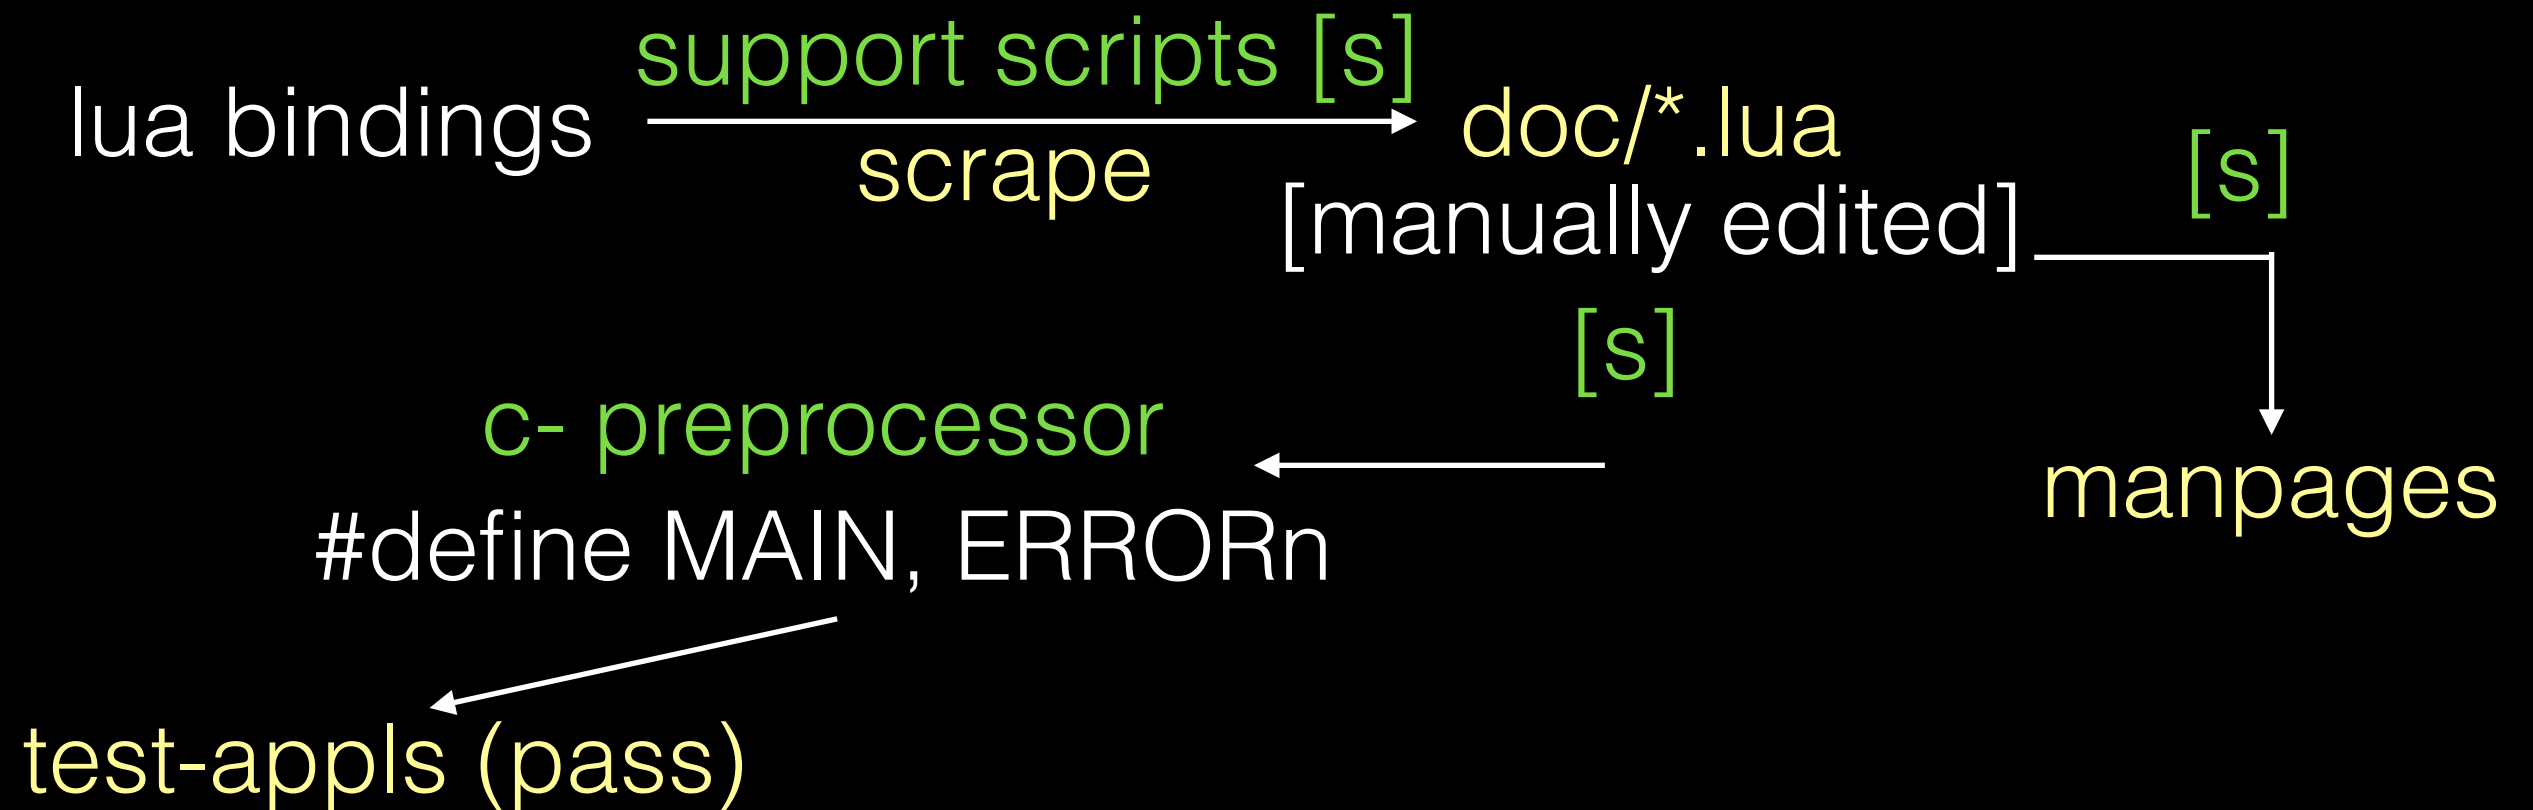 support scripts [s]
lua bindings
scrape
doc/*.lua
[manually edited]
[s]
[s]
c- preprocessor
#define MAIN, ERRORn
manpages
test-appls (pass)